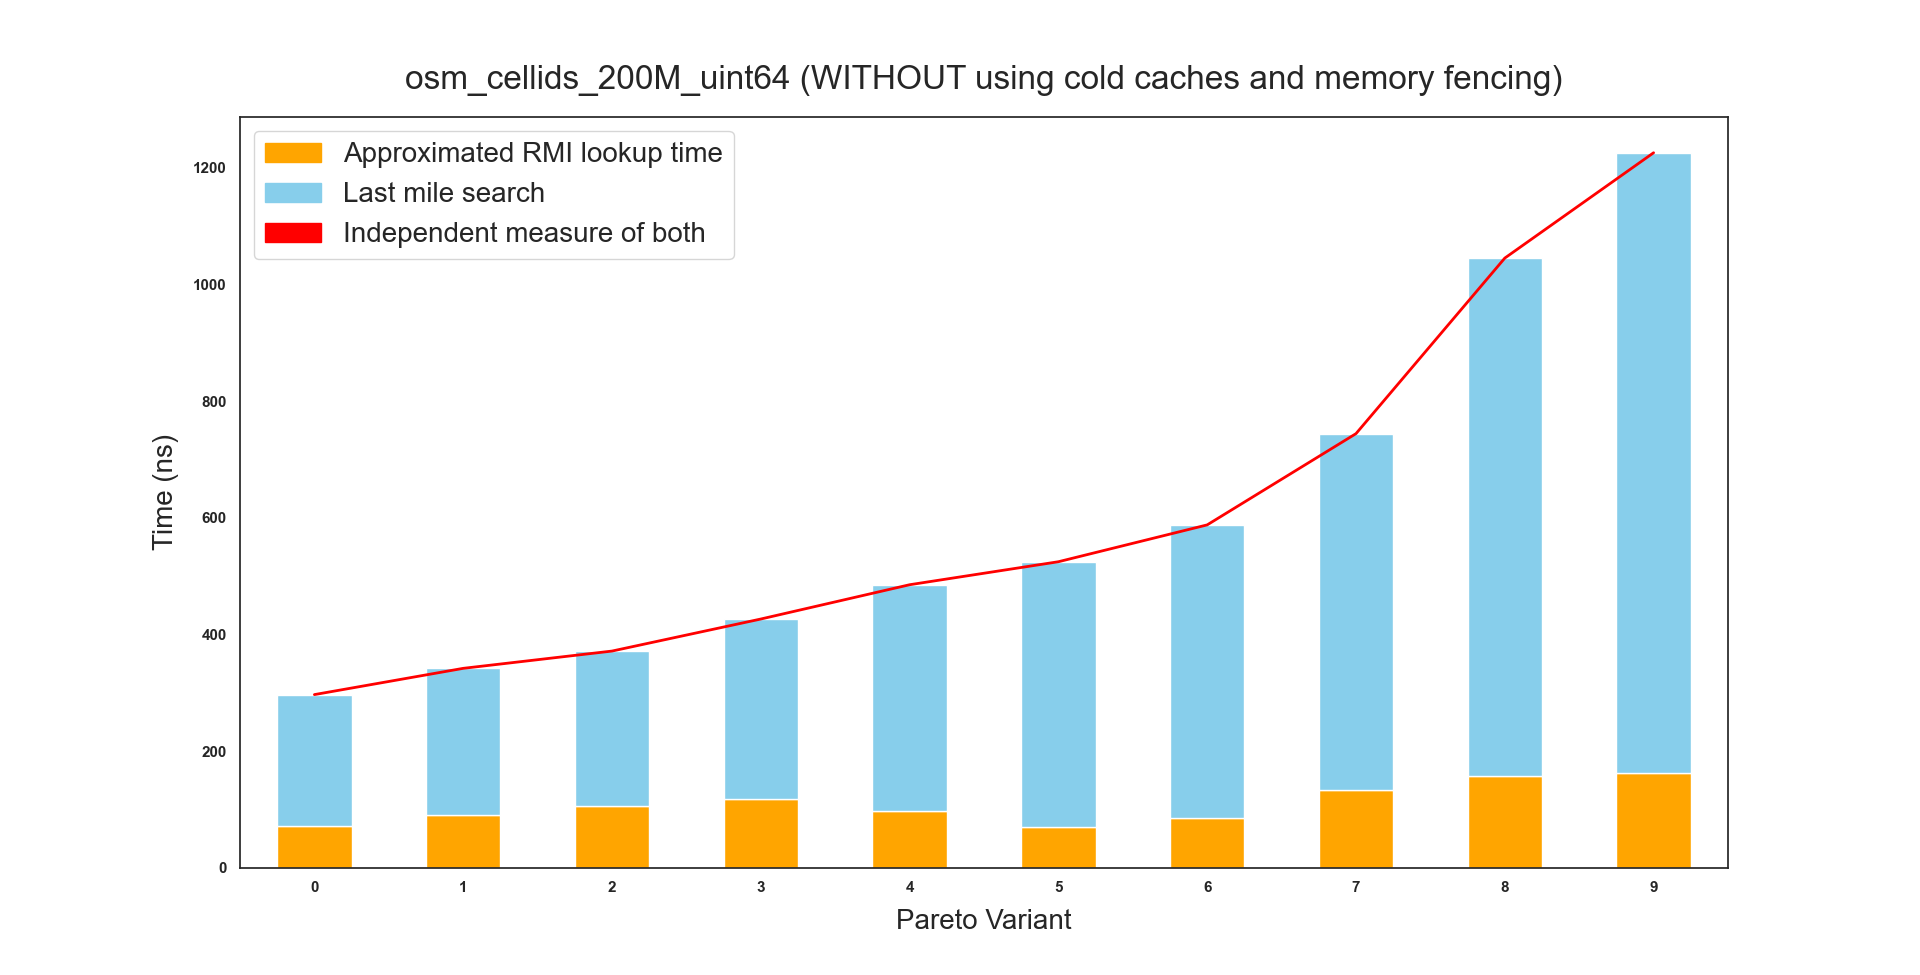 osm_cellids_200M_uint64 (WITHOUT using cold caches and memory fencing)
Approximated RMI lookup time
Last mile search
Independent measure of both
Time (ns)
1200
1000
800
600
400
200
0
0 1 2 3 4 5 6 7 8 9
Pareto Variant